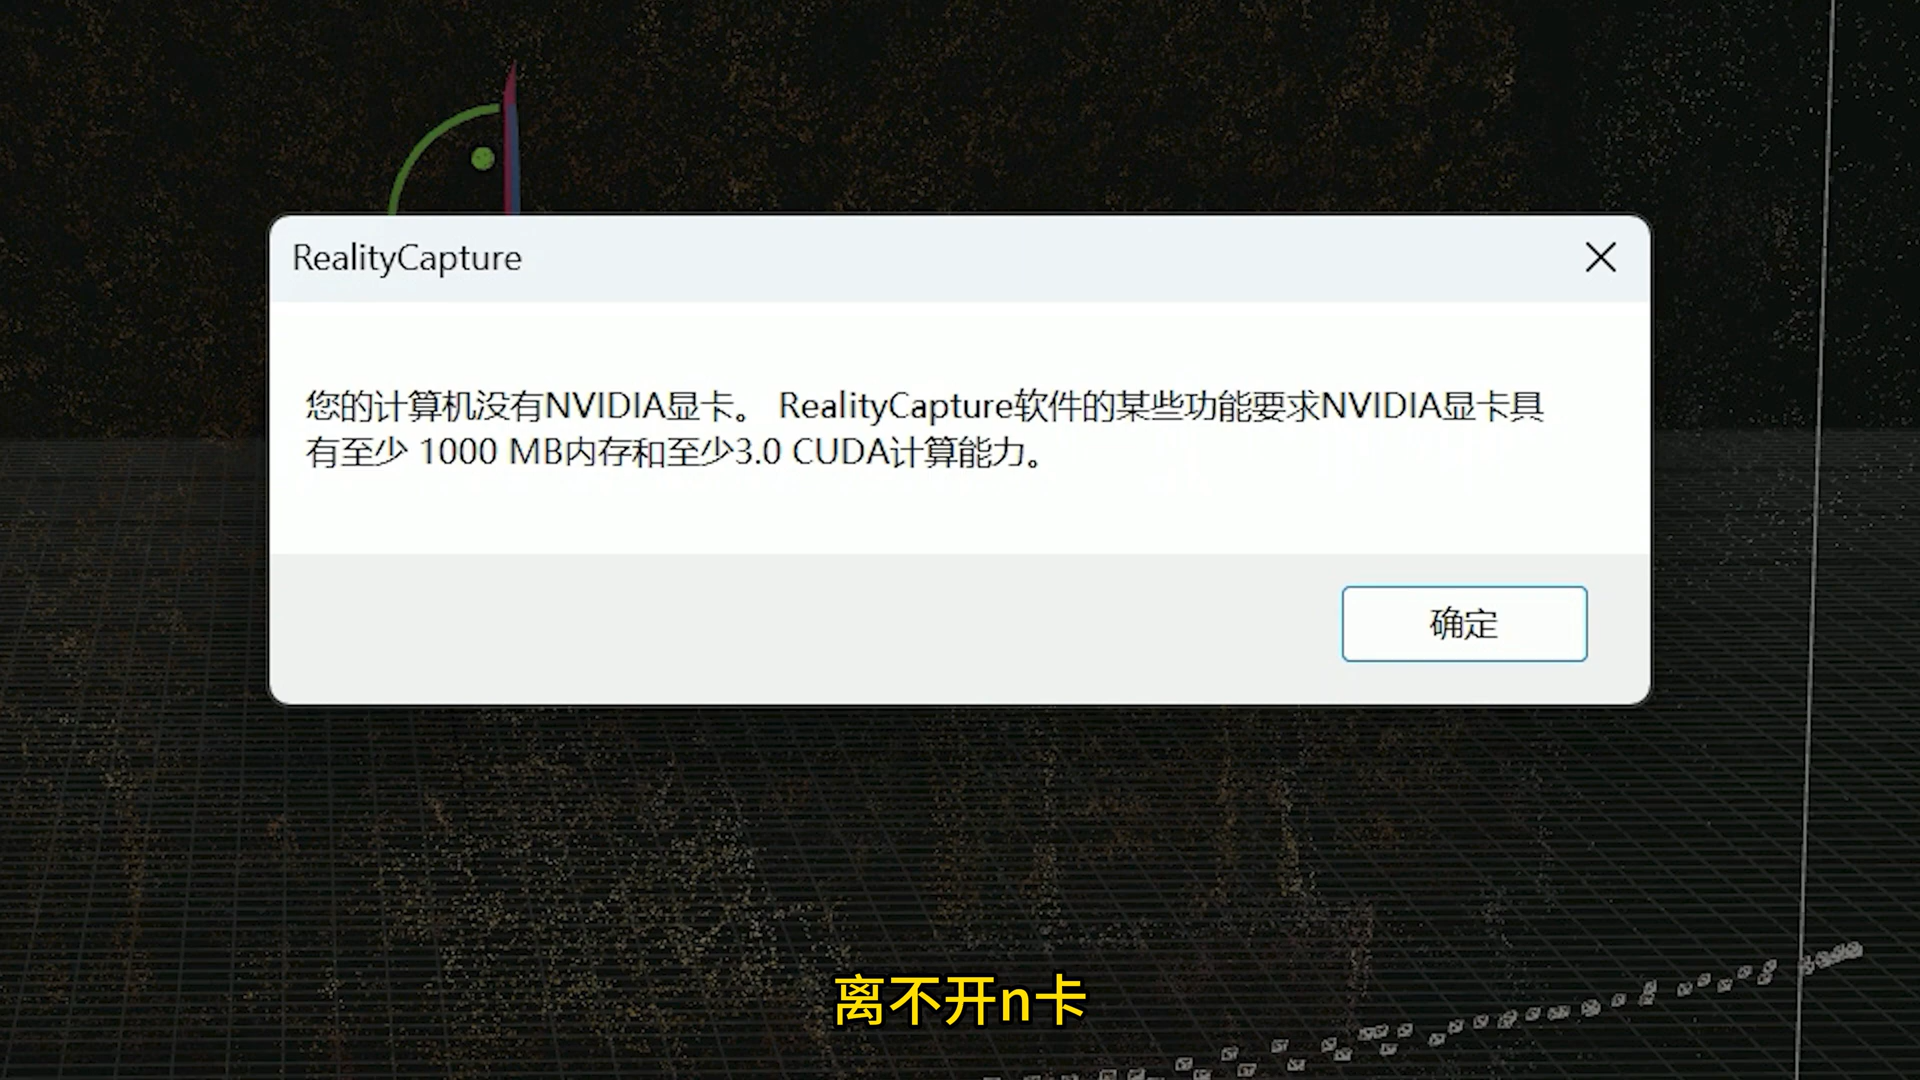 RealityCapture
您的计算机没有NVIDIA显卡。 RealityCapture软件的某些功能要求NVIDIA显卡具
有至少 1000 MB内存和至少3.0 CUDA计算能力。
确定
离不开n卡